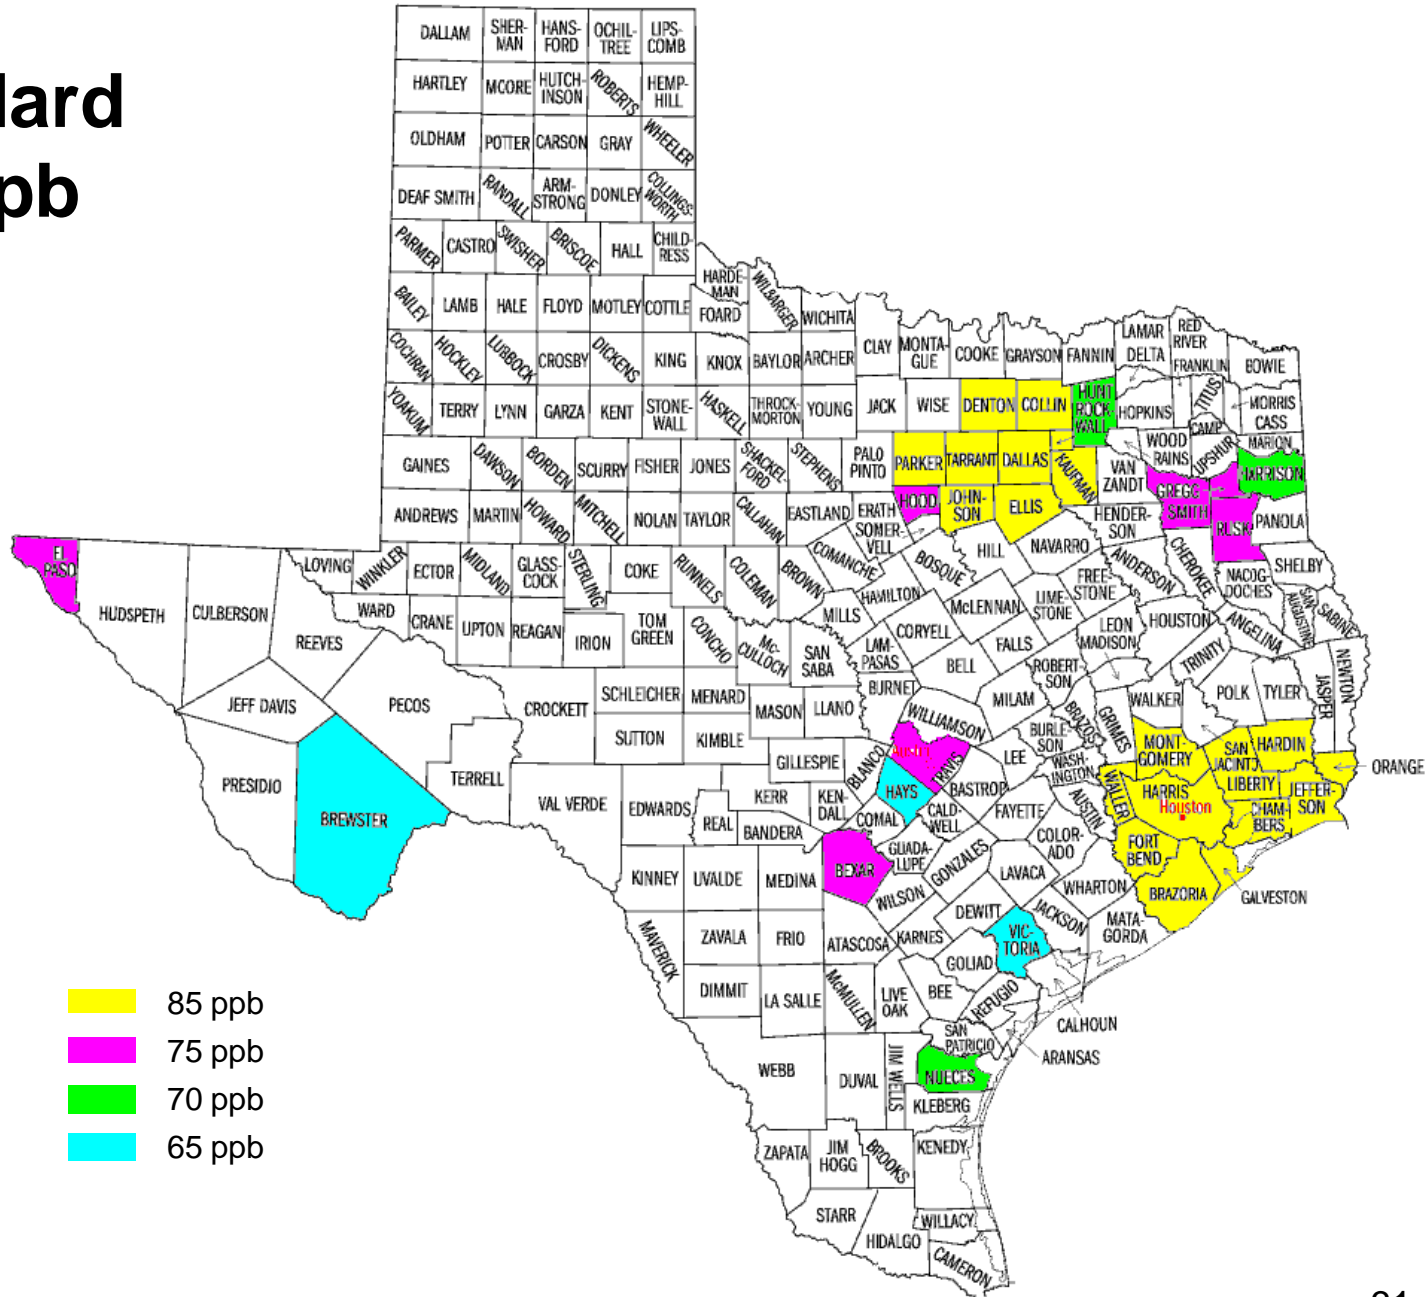 lard
pb
DALLAM
SHER-
MAN
HANS-
FORD
OCHIL-
TREE
LIPS-
COMB
HARTLEY
MOORE
HUTCH-
INSON
ROBERTS
HEMP-
HILL
OLDHAM
POTTER
CARSON
GRAY
WHEELER
DEAF SMITH
RANDALL
ARM-
STRONG
DONLEY
COLLINGS-
WORTH
PARMER
CASTRO
SWISHER
BRISCOE
HALL
CHILD-
RESS
HARDE-
MAN
BAILEY
LAMB
HALE
FLOYD
MOTLEY
COTTLE
FOARD
WILBARGER
WICHITA
COCHRAN
HOCKLEY
LUBBOCK
CROSBY
DICKENS
KING
KNOX
BAYLOR
ARCHER
CLAY
MONTA-
GUE
COOKE
GRAYSON
FANNIN
LAMAR
DELTA
RED
RIVER
FRANKLIN
BOWIE
YOAKUM
TERRY
LYNN
GARZA
KENT
STONE-
WALL
HASKELL
THROCK-
MORTON
YOUNG
JACK
WISE
DENTON
COLLIN
HUNT
ROCK-
WALL
HOPKINS
TITUS
MORRIS
CASS
CAMP
GAINES
DAWSON
BORDEN
SCURRY
FISHER
JONES
SHACKEL-
FORD
STEPHENS
PALO
PINTO
PARKER
TARRANT
DALLAS
KAUFMAN
VAN
ZANDT
WOOD
RAINS
UPSHUR
MARION
HARRISON
GREGG
SMITH
RUSK
PANOLA
ANDREWS
MARTIN
HOWARD
MITCHELL
NOLAN
TAYLOR
CALLAHAN
EASTLAND
ERATH
SOMER-
VELL
HOOD
JOHN-
SON
ELLIS
HENDER-
SON
EL
PASO
HUDSPETH
CULBERSON
LOVING
WINKLER
ECTOR
MIDLAND
GLASS-
COCK
STERLING
COKE
RUNNELS
COLEMAN
BROWN
COMANCHE
BOSQUE
HILL
NAVARRO
ANDERSON
CHEROKEE
NACOG-
DOCHES
SHELBY
SAN
AUGUSTINE
SABINE
REEVES
WARD
CRANE
UPTON
REAGAN
IRION
TOM
GREEN
CONCHO
Mc-
CULLOCH
SAN
SABA
MILLS
HAMILTON
CORYELL
McLENNAN
LIME-
STONE
FREE-
STONE
LEON
MADISON
HOUSTON
ANGELINA
TRINITY
LAM-
PASAS
BELL
FALLS
ROBERT-
SON
JEFF DAVIS
PECOS
CROCKETT
SCHLEICHER
MENARD
MASON
LLANO
BURNET
WILLIAMSON
MILAM
BRAZOS
GRIMES
WALKER
POLK
TYLER
JASPER
NEWTON
SUTTON
KIMBLE
GILLESPIE
BLANCO
Austin
TRAVIS
LEE
BURLE-
SON
WASH-
INGTON
MONT-
GOMERY
SAN
JACINTO
HARDIN
ORANGE
PRESIDIO
BREWSTER
TERRELL
VAL VERDE
EDWARDS
REAL
KERR
BANDERA
KEN-
DALL
HAYS
COMAL
CALD-
WELL
BASTROP
FAYETTE
AUSTIN
WALLER
HARRIS
Houston
LIBERTY
JEFFER-
SON
CHAM-
BERS
KINNEY
UVALDE
MEDINA
BEXAR
GUADA-
LUPE
GONZALES
COLOR-
ADO
LAVACA
WHARTON
FORT
BEND
BRAZORIA
GALVESTON
MAVERICK
ZAVALA
FRIO
ATASCOSA
WILSON
KARNES
DEWITT
JACKSON
MATA-
GORDA
VIC-
TORIA
GOLIAD
DIMMIT
LA SALLE
McMULLEN
LIVE
OAK
BEE
REFUGIO
CALHOUN
ARANSAS
SAN
PATRICIO
WEBB
DUVAL
JIM WELLS
NUECES
KLEBERG
ZAPATA
JIM
HOGG
BROOKS
KENEDY
STARR
HIDALGO
WILLACY
CAMERON
85 ppb
75 ppb
70 ppb
65 ppb